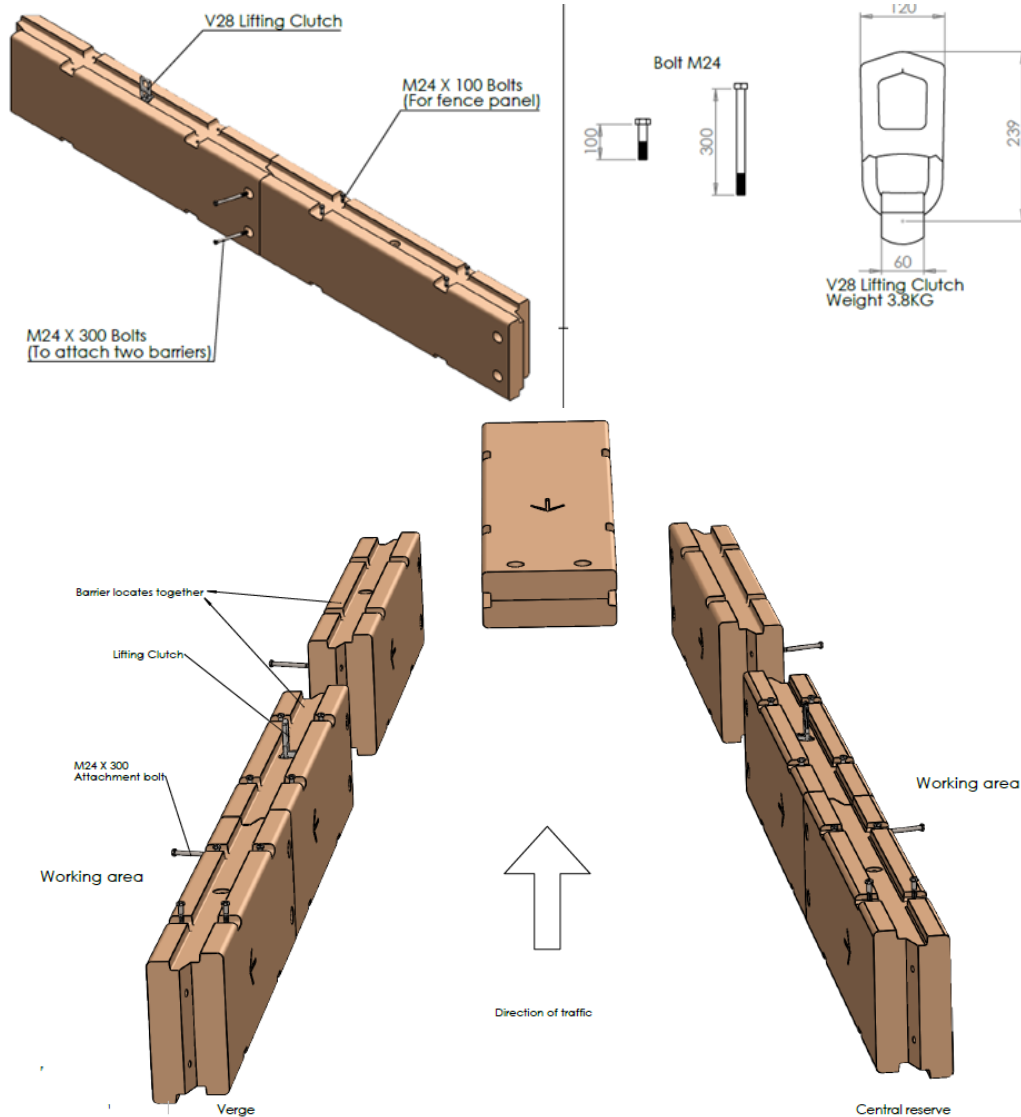 V28 Lifting Clutch
M24 X 100 Bolts
(For fence panel)
M24 X 300 Bolts
(To attach two barriers)
Bolt M24
100
300
120
239
60
V28 Lifting Clutch
Weight 3.8KG
Barrier locates together
Lifting Clutch
M24 X 300
Attachment bolt
Working area
Working area
Direction of traffic
Verge
Central reserve